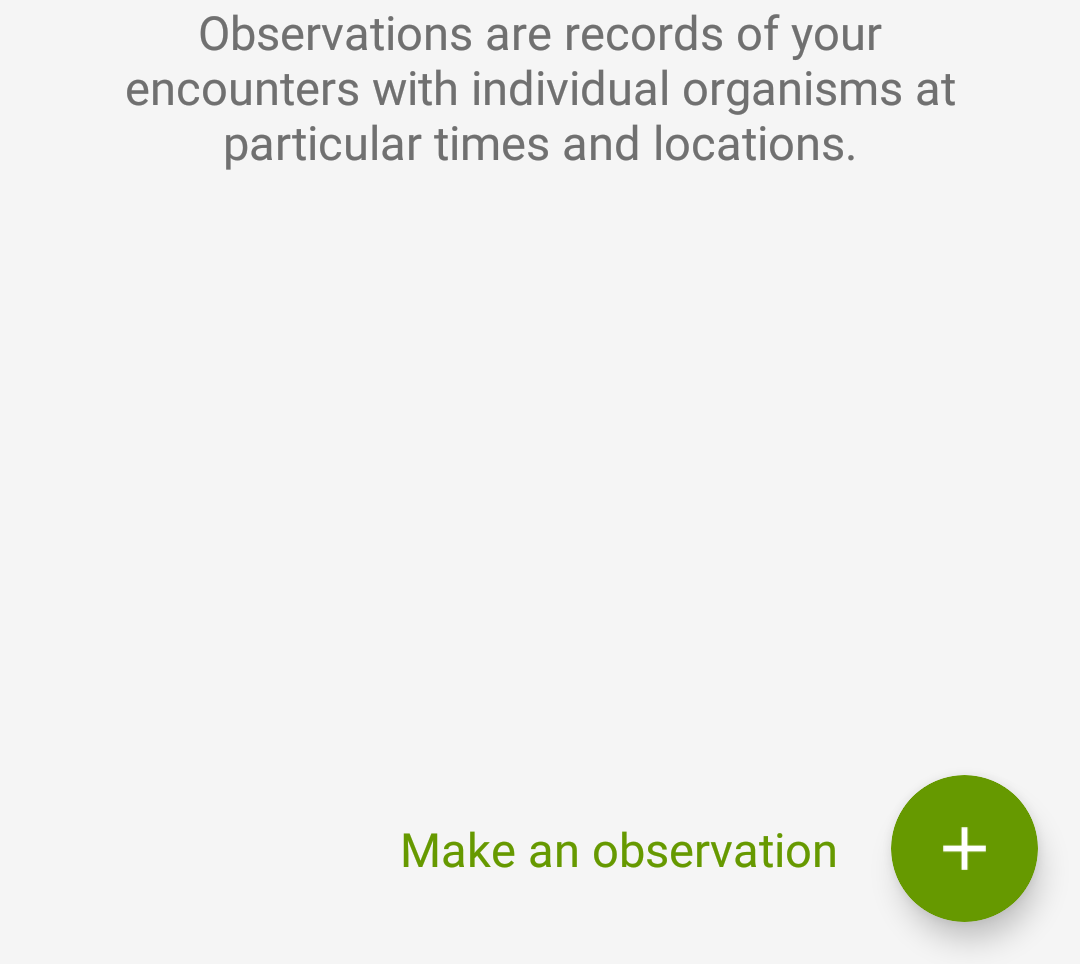 Observations are records of your
encounters with individual organisms at
particular times and locations.
Make an observation